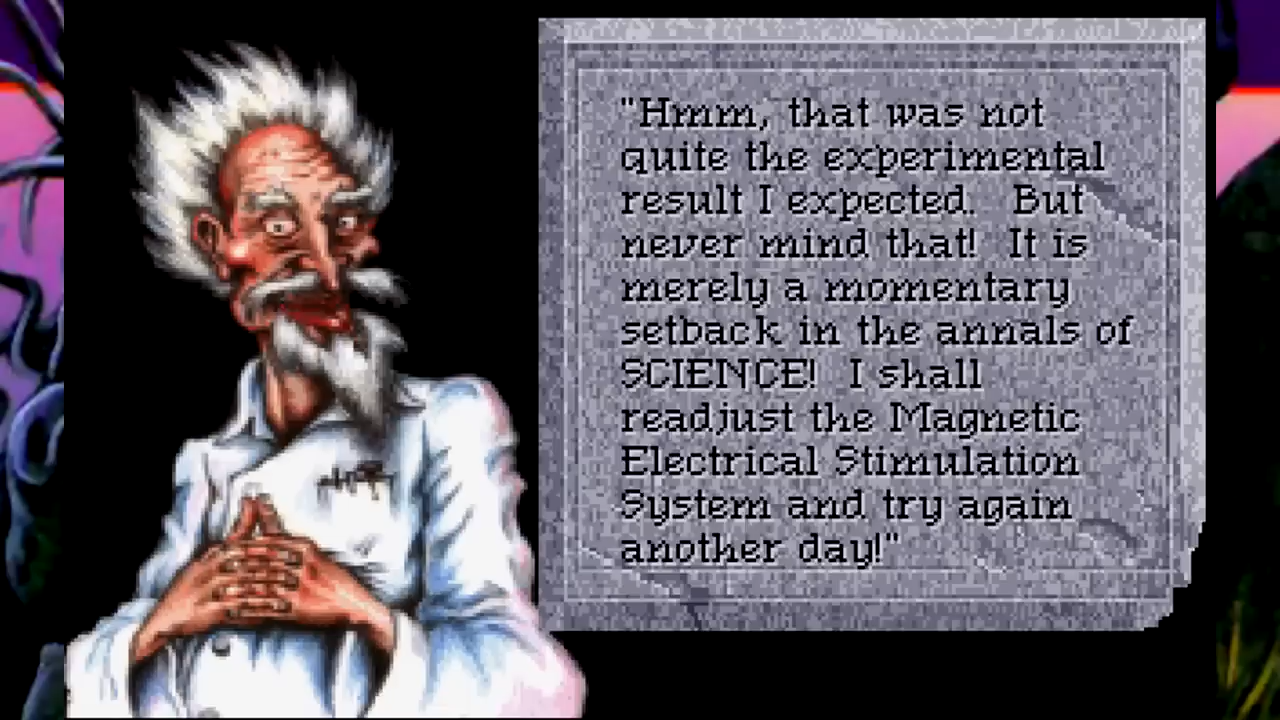 "Hmm, that was not
quite the experimental
result I expected.  But
never mind that!  It is
merely a momentary
setback in the annals of
SCIENCE!  I shall
readjust the Magnetic
Electrical Stimulation
System and try again
another day!"